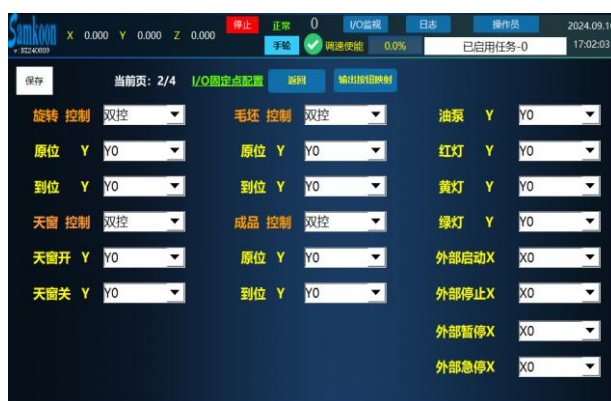 Samkoon X 0.000 Y 0.000 Z 0.000 停止 正常 0 I/O监视 日志 操作员 2024.09.10
手轮 调速使能 0.0% 已启用任务-0 17:02:03
保存 当前页: 2/4 I/O固定点配置 返回 输出按钮映射
旋转 控制 双控 毛坯 控制 双控 油泵 Y Y0
原位 Y Y0 原位 Y Y0 红灯 Y Y0
到位 Y Y0 到位 Y Y0 黄灯 Y Y0
天窗 控制 双控 成品 控制 双控 绿灯 Y Y0
天窗开 Y Y0 原位 Y Y0 外部启动X X0
天窗关 Y Y0 到位 Y Y0 外部停止X X0
外部暂停X X0
外部急停X X0